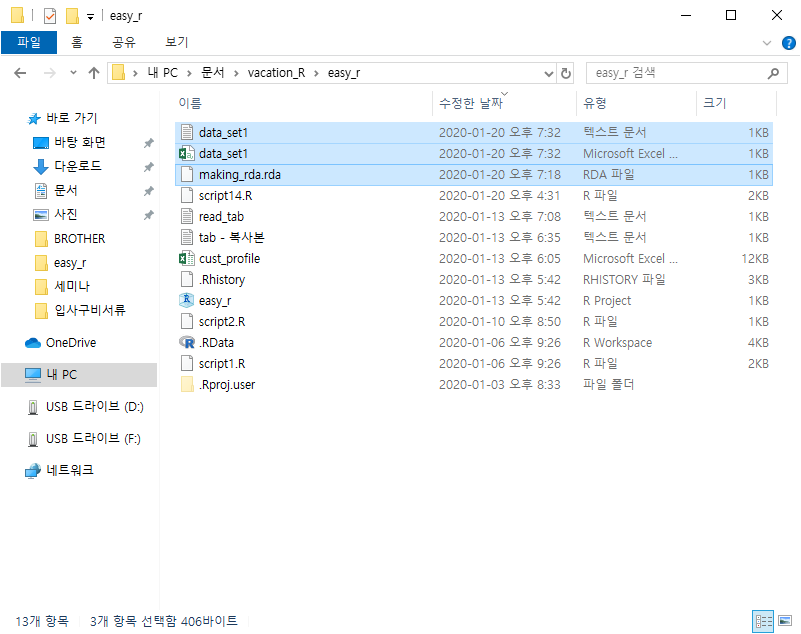 easy_r
파일 홈 공유 보기
내 PC 문서 vacation_R easy_r easy_r 검색
바로 가기
바탕 화면
다운로드
문서
사진
BROTHER
easy_r
세미나
입사구비서류
OneDrive
내 PC
USB 드라이브 (D:)
USB 드라이브 (F:)
네트워크
이름 수정한 날짜 유형 크기
data_set1 2020-01-20 오후 7:32 텍스트 문서 1KB
data_set1 2020-01-20 오후 7:32 Microsoft Excel ... 1KB
making_rda.rda 2020-01-20 오후 7:18 RDA 파일 1KB
script14.R 2020-01-20 오후 4:31 R 파일 2KB
read_tab 2020-01-13 오후 7:08 텍스트 문서 1KB
tab - 복사본 2020-01-13 오후 6:35 텍스트 문서 1KB
cust_profile 2020-01-13 오후 6:05 Microsoft Excel ... 12KB
.Rhistory 2020-01-13 오후 5:42 RHISTORY 파일 3KB
easy_r 2020-01-13 오후 5:42 R Project 1KB
script2.R 2020-01-10 오후 8:50 R 파일 1KB
.RData 2020-01-06 오후 9:26 R Workspace 4KB
script1.R 2020-01-06 오후 9:26 R 파일 2KB
.Rproj.user 2020-01-03 오후 8:33 파일 폴더
13개 항목 3개 항목 선택함 406바이트